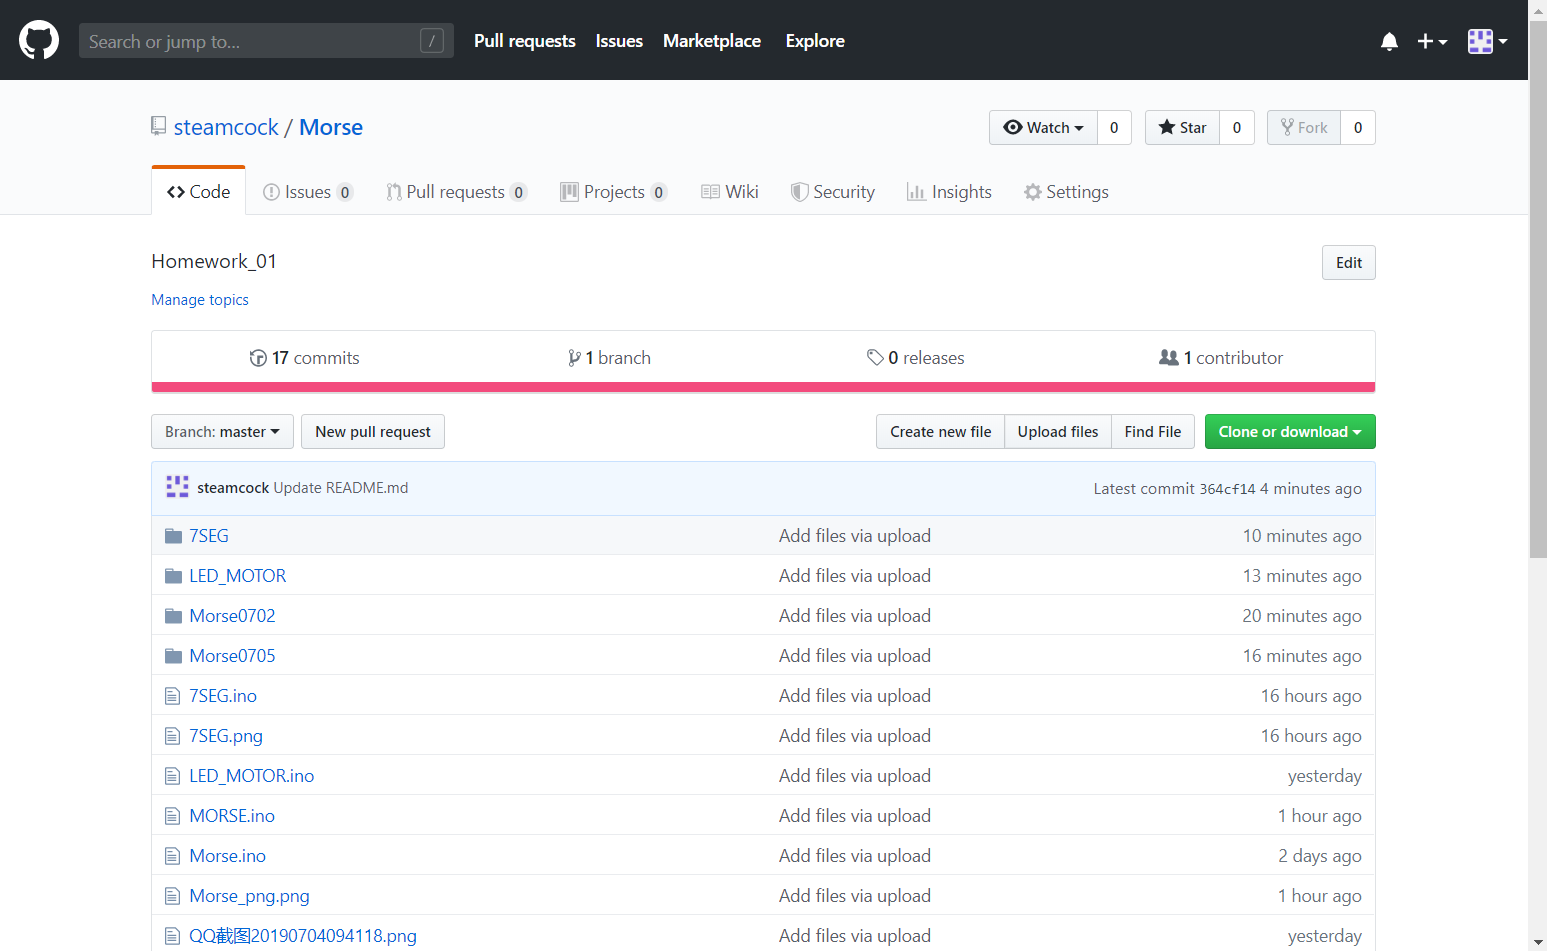 Search or jump to... / Pull requests Issues Marketplace Explore
steamcock / Morse Watch 0 Star 0 Fork 0
Code Issues 0 Pull requests 0 Projects 0 Wiki Security Insights Settings
Homework_01 Edit
Manage topics
17 commits 1 branch 0 releases 1 contributor
Branch: master New pull request Create new file Upload files Find File Clone or download
steamcock Update README.md Latest commit 364cf14 4 minutes ago
7SEG Add files via upload 10 minutes ago
LED_MOTOR Add files via upload 13 minutes ago
Morse0702 Add files via upload 20 minutes ago
Morse0705 Add files via upload 16 minutes ago
7SEG.ino Add files via upload 16 hours ago
7SEG.png Add files via upload 16 hours ago
LED_MOTOR.ino Add files via upload yesterday
MORSE.ino Add files via upload 1 hour ago
Morse.ino Add files via upload 2 days ago
Morse_png.png Add files via upload 1 hour ago
QQ截图20190704094118.png Add files via upload yesterday